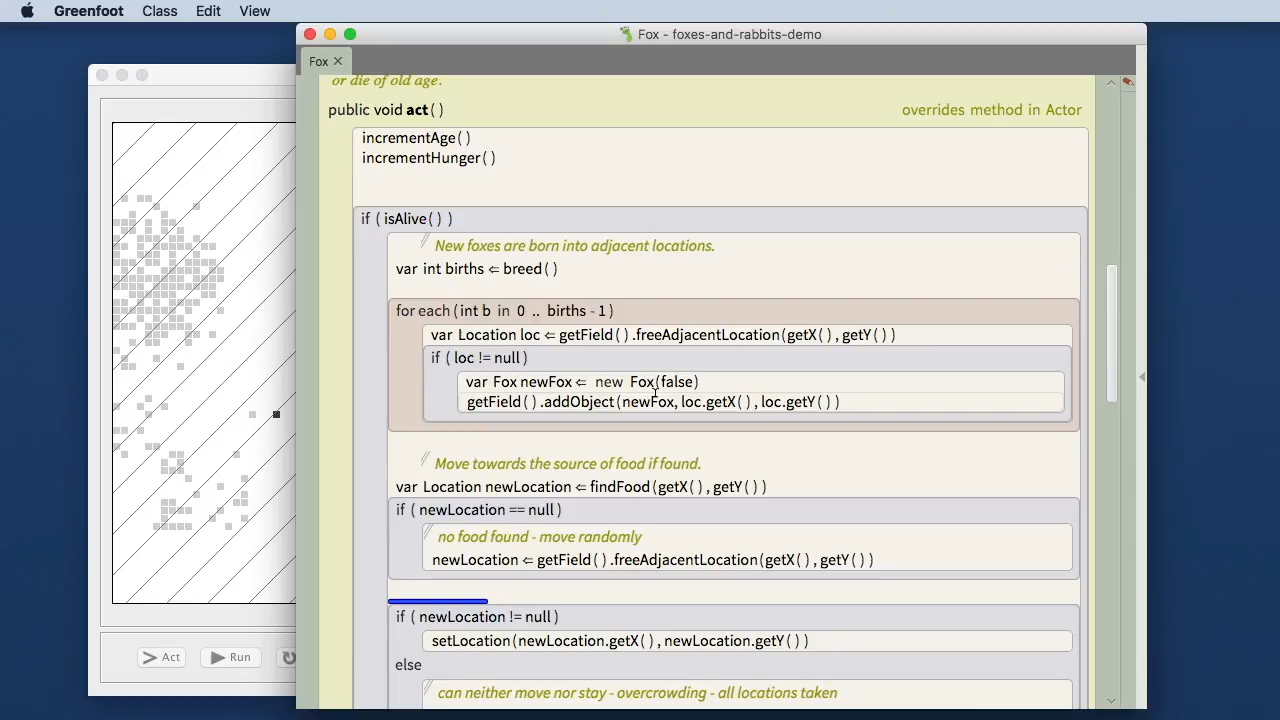 Greenfoot Class Edit View
Fox - foxes-and-rabbits-demo
Fox
or die of old age.
public void act() overrides method in Actor
incrementAge()
incrementHunger()
if ( isAlive() )
// New foxes are born into adjacent locations.
var int births ⇐ breed()
for each ( int b in 0 .. births - 1 )
var Location loc ⇐ getField().freeAdjacentLocation(getX(), getY())
if ( loc != null )
var Fox newFox ⇐ new Fox(false)
getField().addObject(newFox, loc.getX(), loc.getY())
// Move towards the source of food if found.
var Location newLocation ⇐ findFood(getX(), getY())
if ( newLocation == null )
// no food found - move randomly
newLocation ⇐ getField().freeAdjacentLocation(getX(), getY())
if ( newLocation != null )
setLocation(newLocation.getX(), newLocation.getY())
else
// can neither move nor stay - overcrowding - all locations taken
Act Run